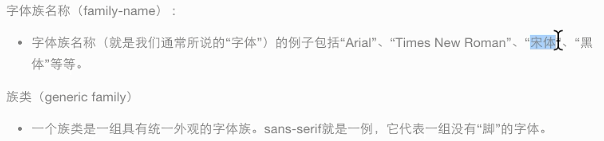 字体族名称（family-name）：
• 字体族名称（就是我们通常所说的“字体”）的例子包括“Arial”、“Times New Roman”、“宋体”、“黑
体”等等。
族类（generic family）
• 一个族类是一组具有统一外观的字体族。sans-serif就是一例，它代表一组没有“脚”的字体。